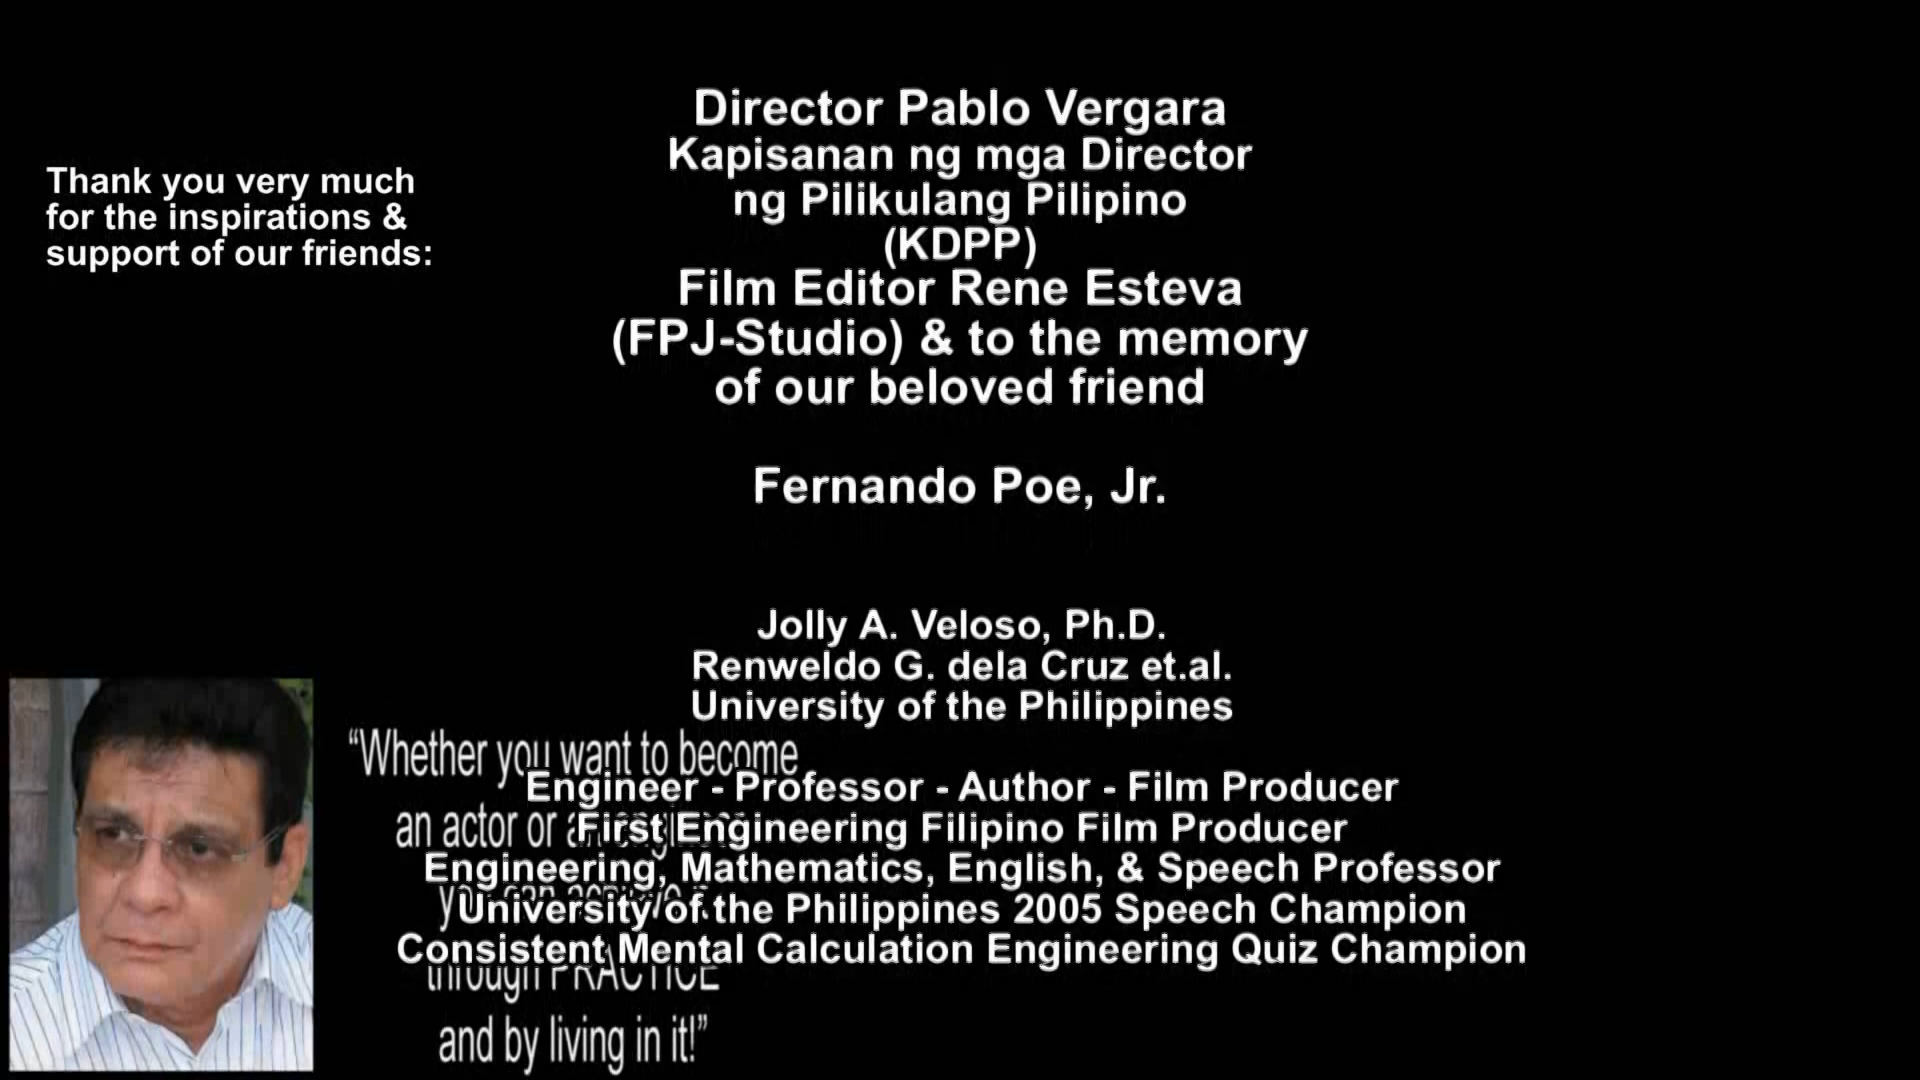 Thank you very much
for the inspirations &
support of our friends:
Director Pablo Vergara
Kapisanan ng mga Director
ng Pilikulang Pilipino
(KDPP)
Film Editor Rene Esteva
(FPJ-Studio) & to the memory
of our beloved friend
Fernando Poe, Jr.
Jolly A. Veloso, Ph.D.
Renweldo G. dela Cruz et.al.
University of the Philippines
Engineer - Professor - Author - Film Producer
First Engineering Filipino Film Producer
Engineering, Mathematics, English, & Speech Professor
University of the Philippines 2005 Speech Champion
Consistent Mental Calculation Engineering Quiz Champion
“Whether you want to become
an actor or
through PRACTICE
and by living in it!”